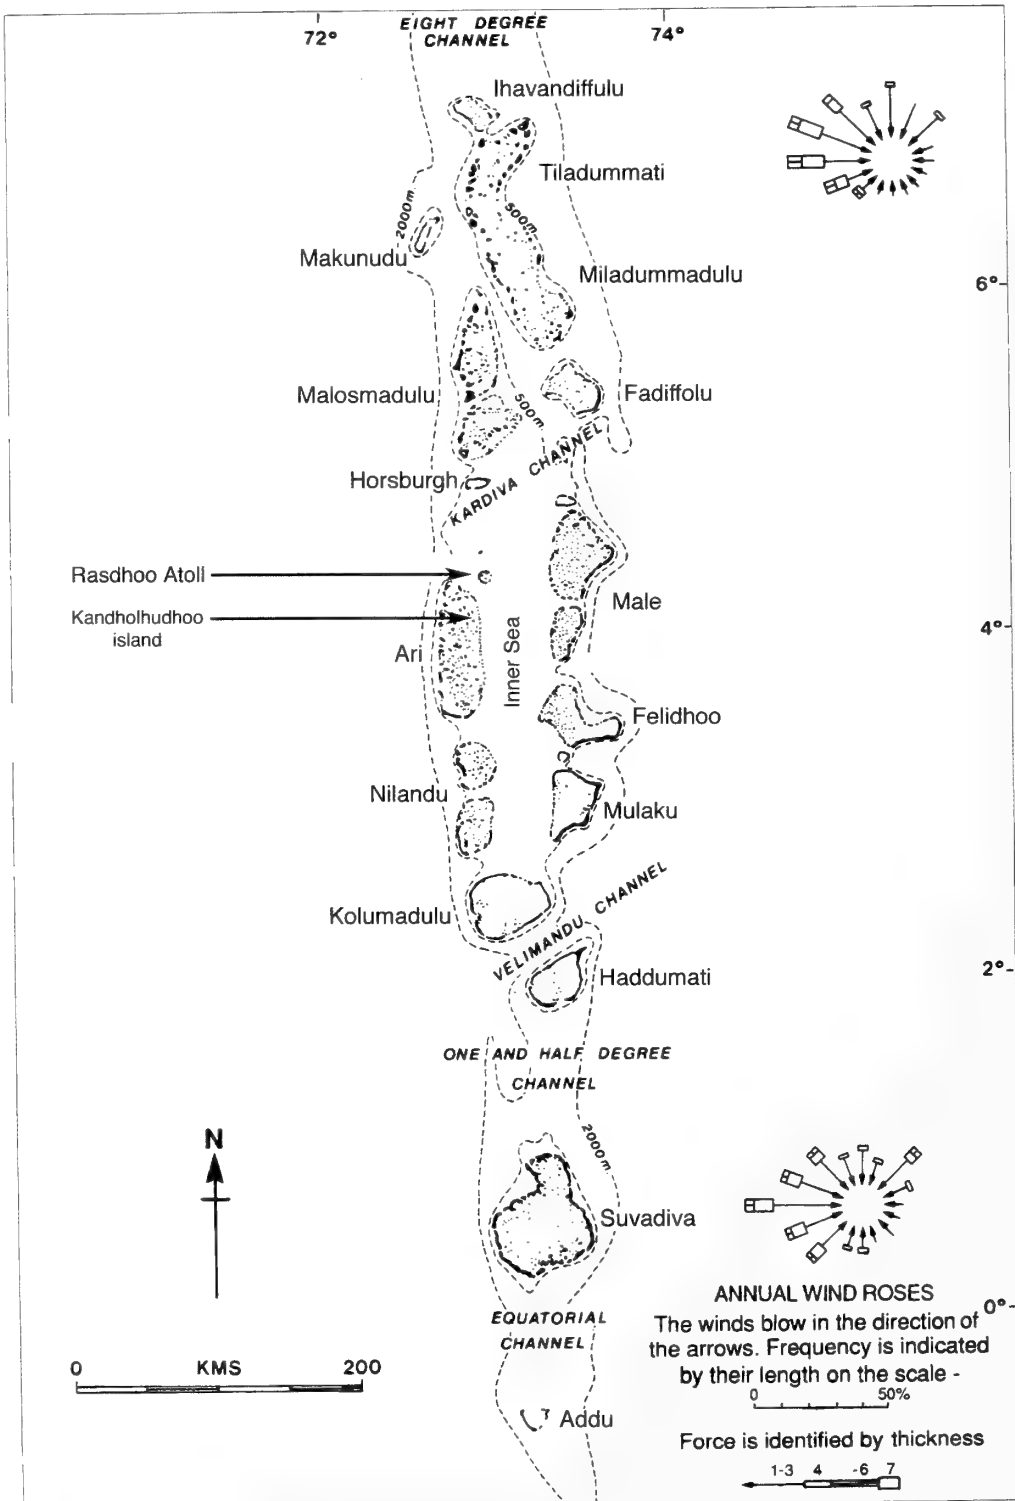 EIGHT DEGREE
CHANNEL
72°
74°
Ihavandiffulu
Tiladummati
2000m
500m
Makunudu
Miladummadulu
6°
Malosmadulu
Fadiffolu
500m
KARDIVA CHANNEL
Horsburgh
Rasdhoo Atoll
Male
Kandholhudhoo
island
4°
Ari
Inner Sea
Felidhoo
Nilandu
Mulaku
Kolumadulu
VELIMANDU CHANNEL
2°
Haddumati
ONE AND HALF DEGREE
CHANNEL
N
2000m
Suvadiva
ANNUAL WIND ROSES
0°
The winds blow in the direction of
the arrows. Frequency is indicated
by their length on the scale -
0 50%
EQUATORIAL
CHANNEL
0 KMS 200
Addu
Force is identified by thickness
1-3 4 -6 7